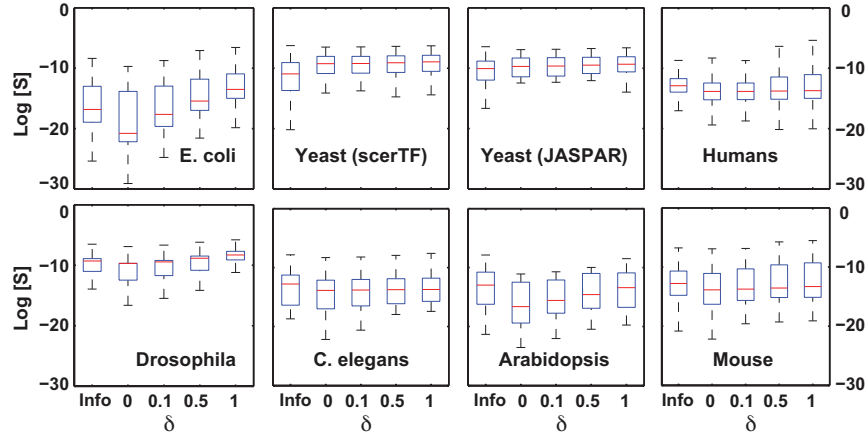 0 0
−10 −10
−20 −20
−30 −30
Log [S]
E. coli Yeast (scerTF) Yeast (JASPAR) Humans
0 0
−10 −10
−20 −20
−30 −30
Log [S]
Drosophila C. elegans Arabidopsis Mouse
Info 0 0.1 0.5 1 Info 0 0.1 0.5 1 Info 0 0.1 0.5 1 Info 0 0.1 0.5 1
δ δ δ δ